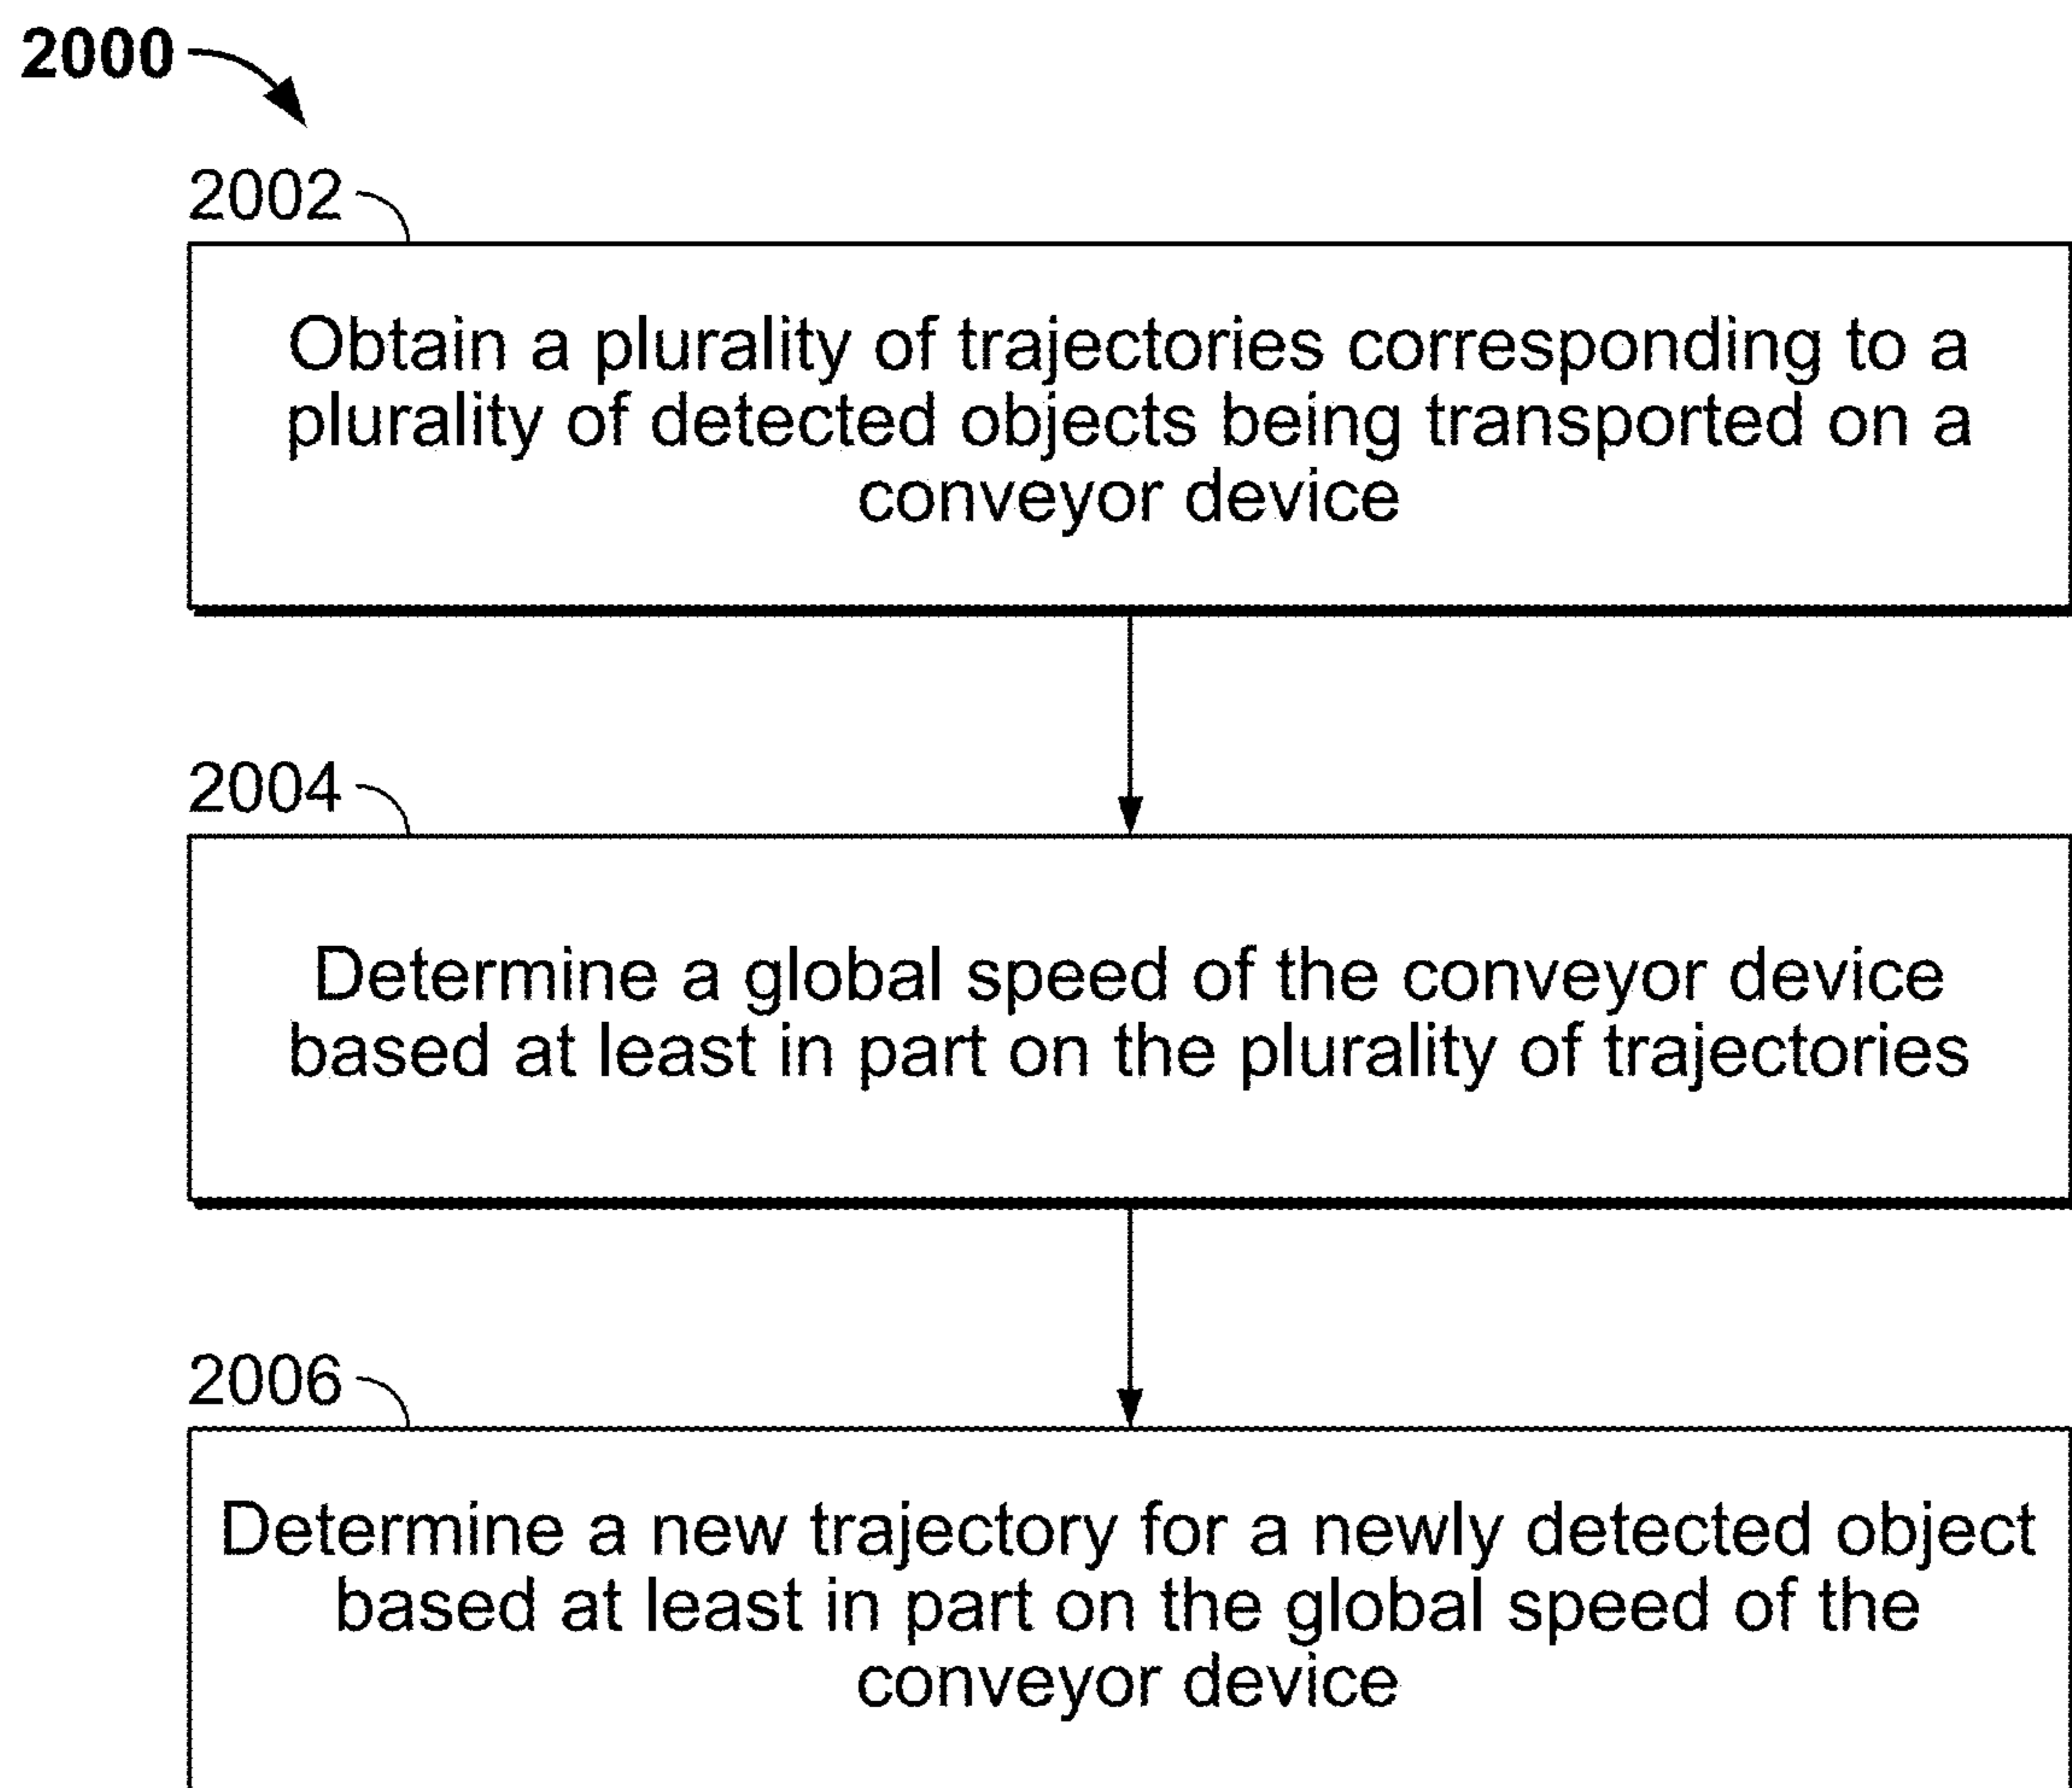 2000
2002
Obtain a plurality of trajectories corresponding to a
plurality of detected objects being transported on a
conveyor device
2004
Determine a global speed of the conveyor device
based at least in part on the plurality of trajectories
2006
Determine a new trajectory for a newly detected object
based at least in part on the global speed of the
conveyor device